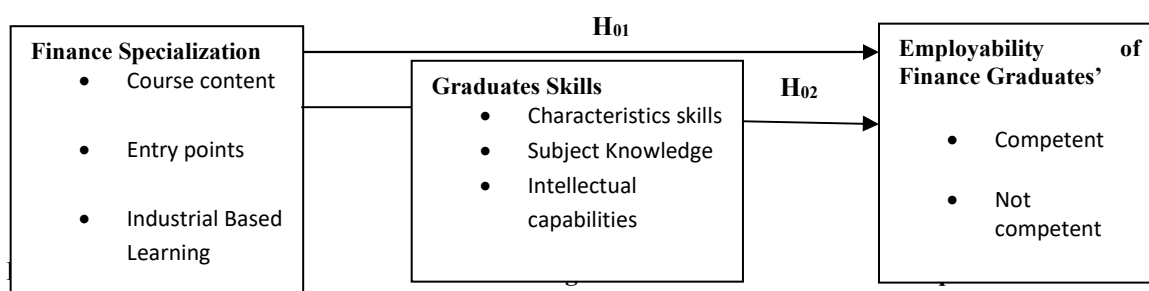 H01
Finance Specialization
• Course content
• Entry points
• Industrial Based
Learning
Graduates Skills
• Characteristics skills
• Subject Knowledge
• Intellectual
capabilities
H02
Employability of
Finance Graduates’
• Competent
• Not
competent